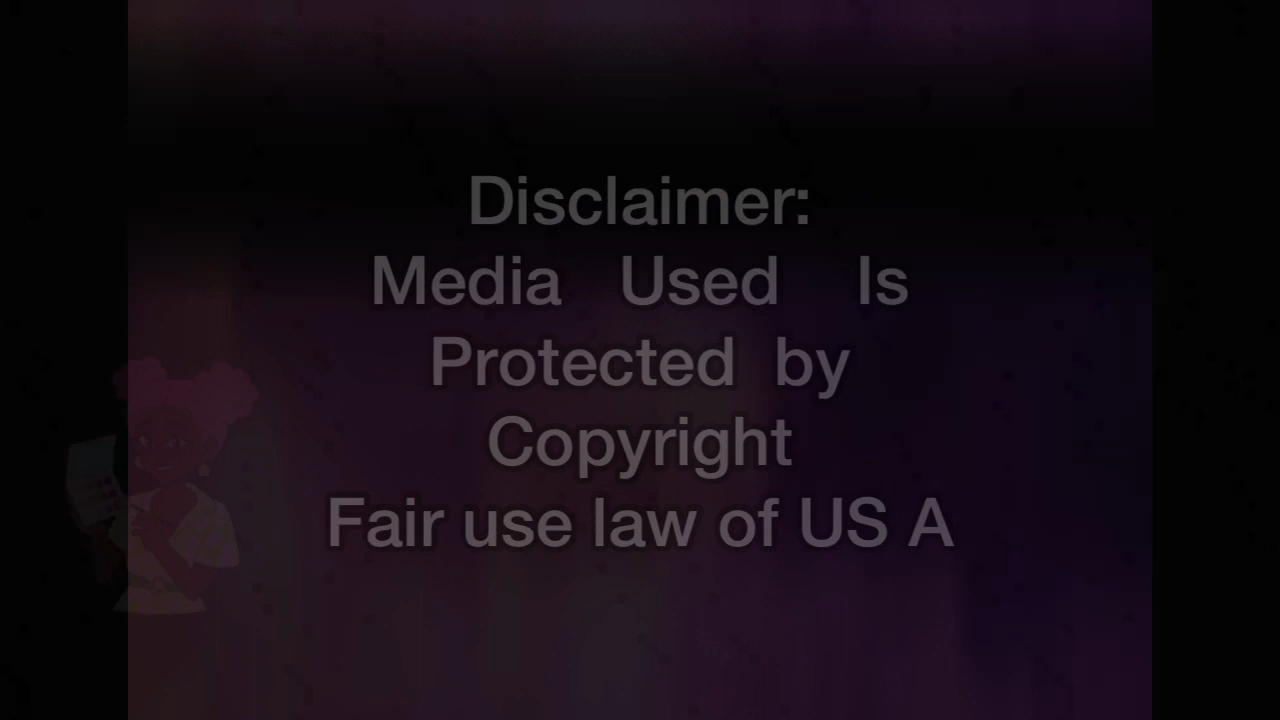 Disclaimer:
Media Used Is
Protected by
Copyright
Fair use law of US A